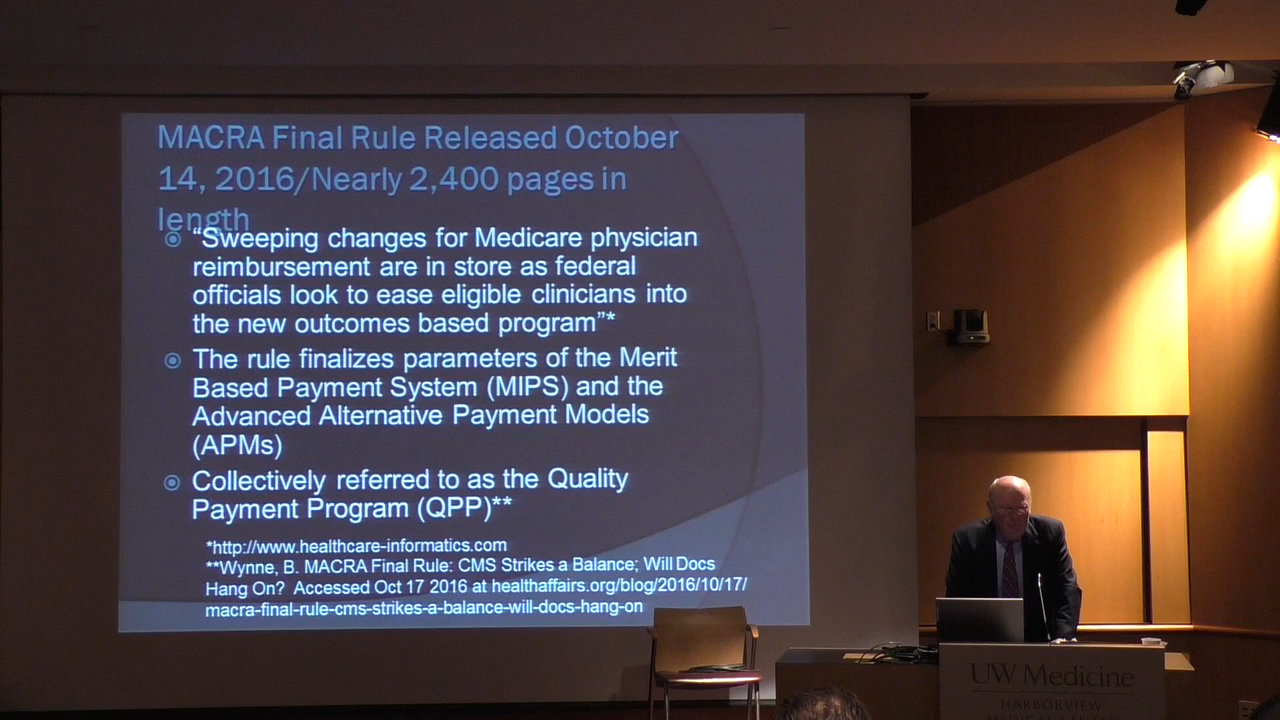 MACRA Final Rule Released October
14, 2016/Nearly 2,400 pages in
length
“Sweeping changes for Medicare physician
reimbursement are in store as federal
officials look to ease eligible clinicians into
the new outcomes based program”*
The rule finalizes parameters of the Merit
Based Payment System (MIPS) and the
Advanced Alternative Payment Models
(APMs)
Collectively referred to as the Quality
Payment Program (QPP)**
*http://www.healthcare-informatics.com
**Wynne, B. MACRA Final Rule: CMS Strikes a Balance; Will Docs
Hang On? Accessed Oct 17 2016 at healthaffairs.org/blog/2016/10/17/
macra-final-rule-cms-strikes-a-balance-will-docs-hang-on
UW Medicine
HARBORVIEW